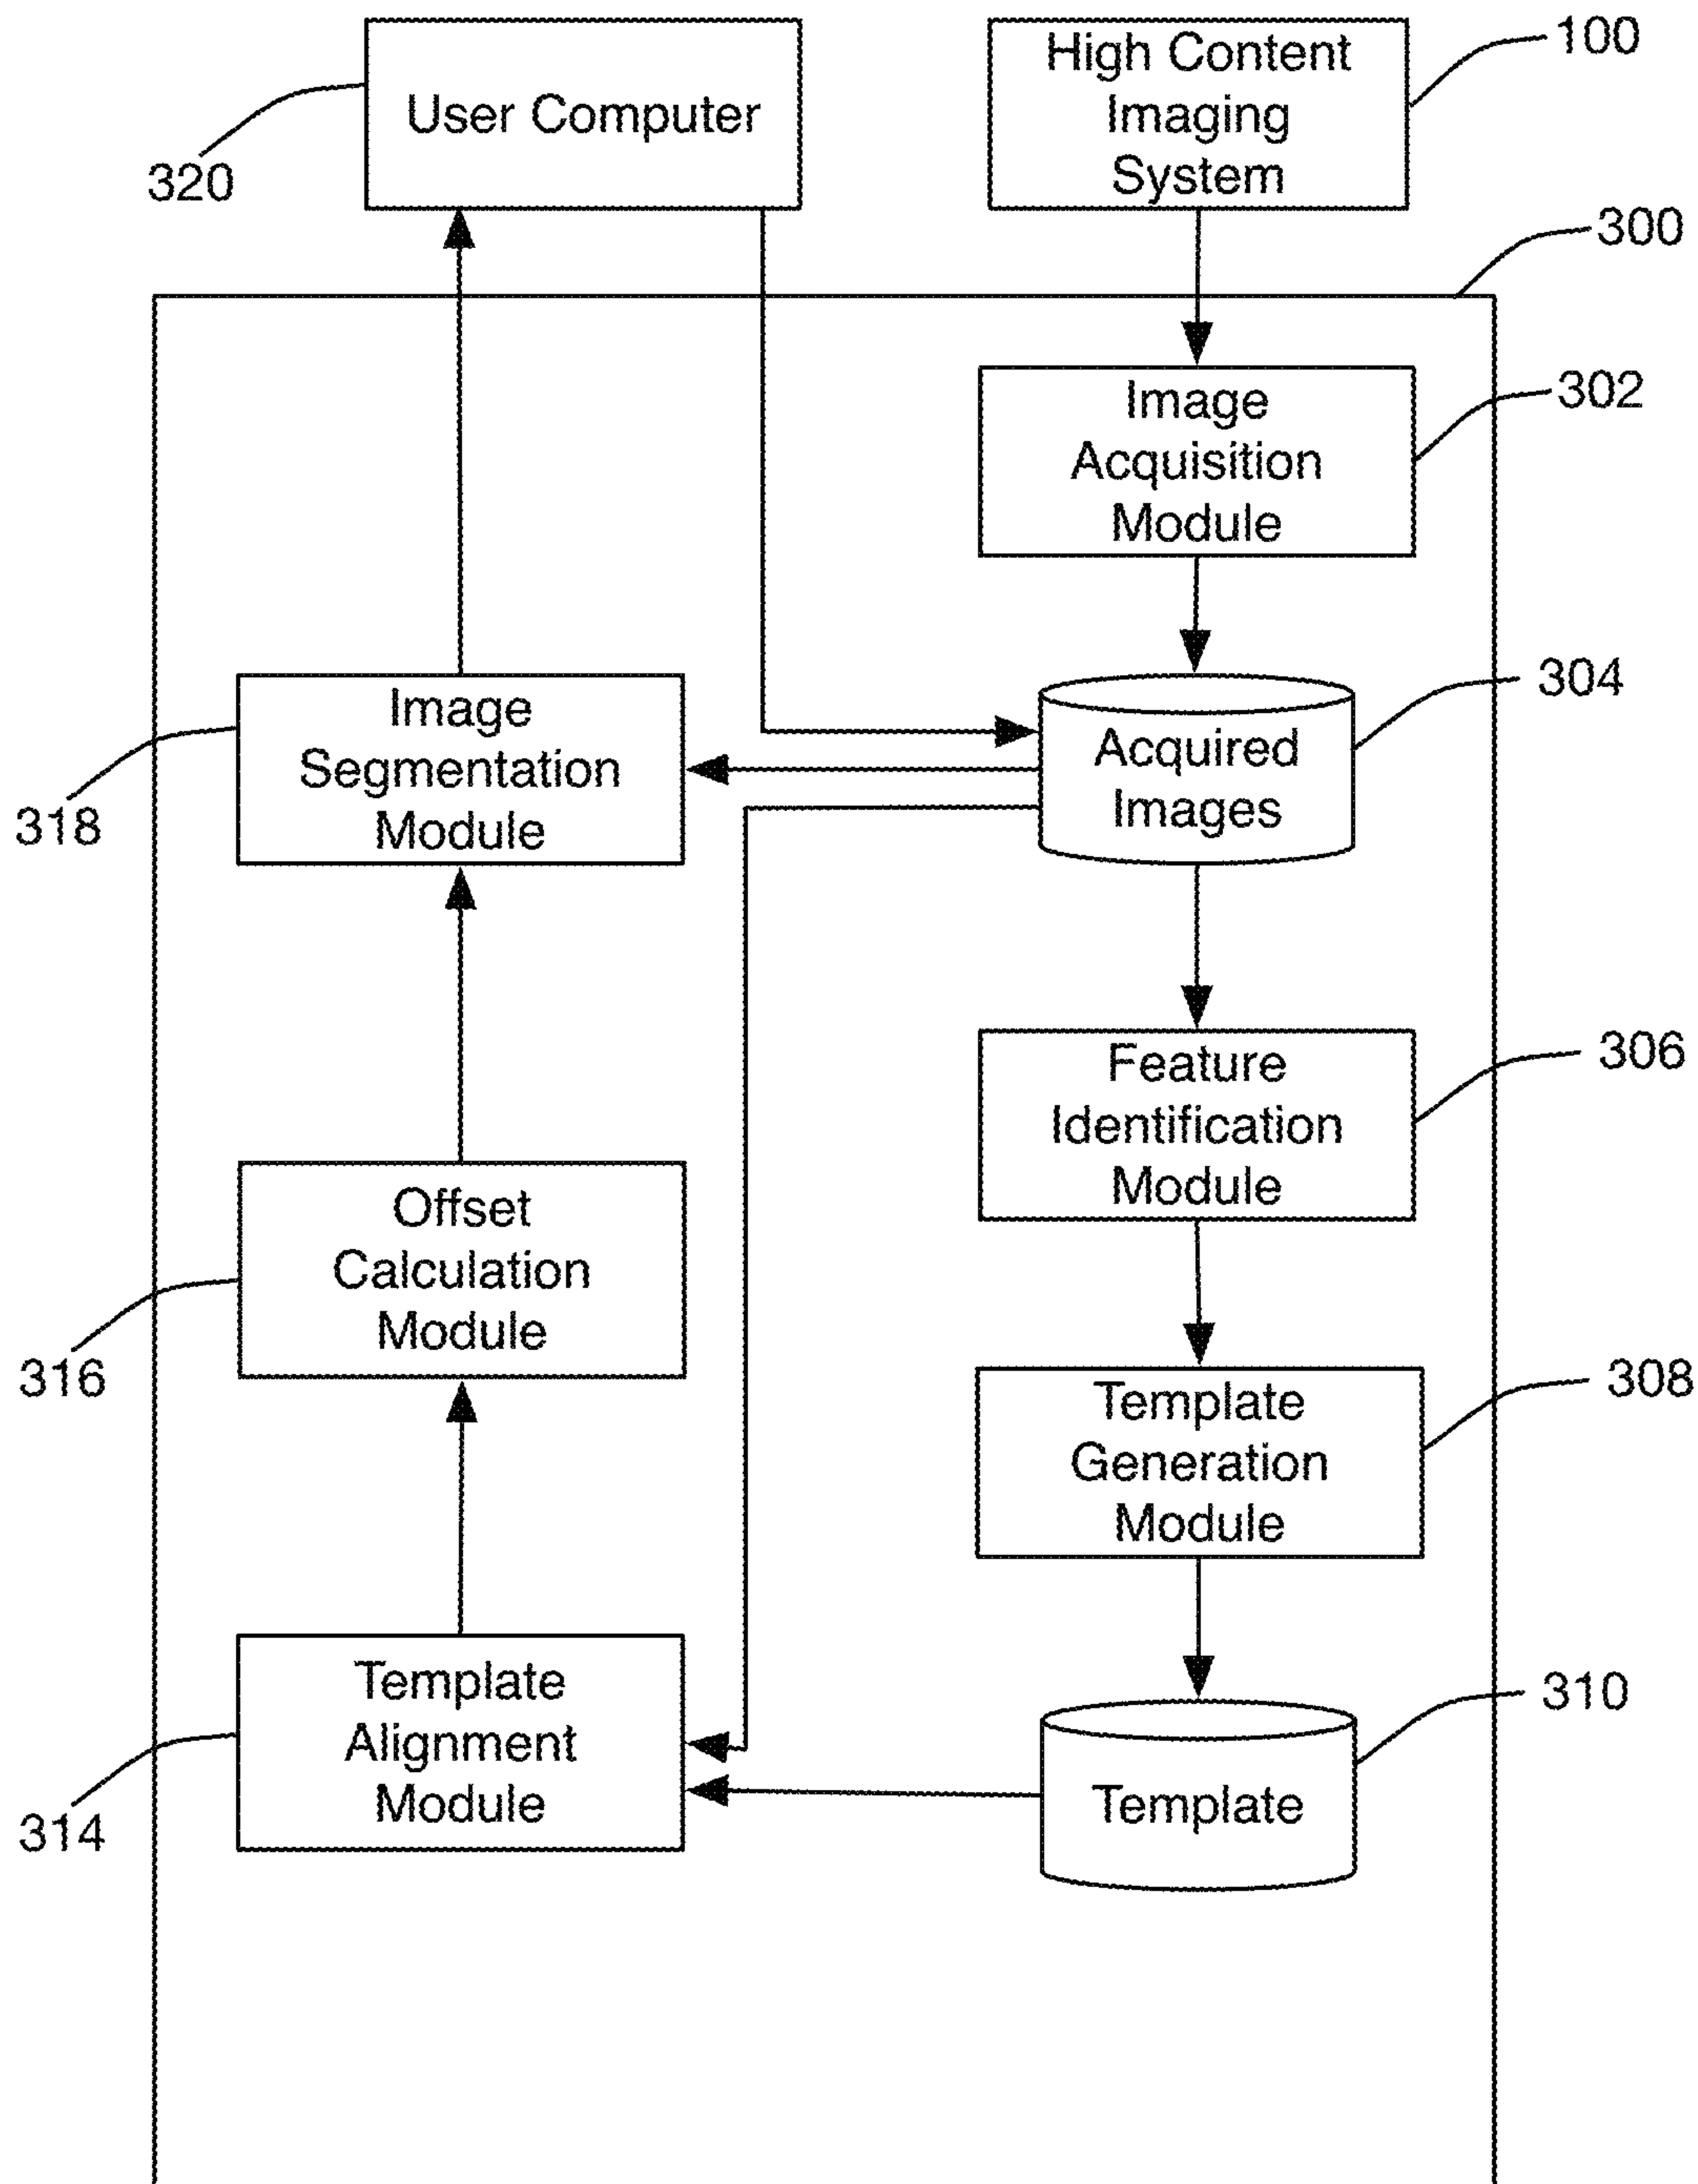 User Computer
320
High Content
Imaging
System
100
300
Image
Acquisition
Module
302
Image
Segmentation
Module
318
Acquired
Images
304
Feature
Identification
Module
306
Offset
Calculation
Module
316
Template
Generation
Module
308
Template
Alignment
Module
314
Template
310